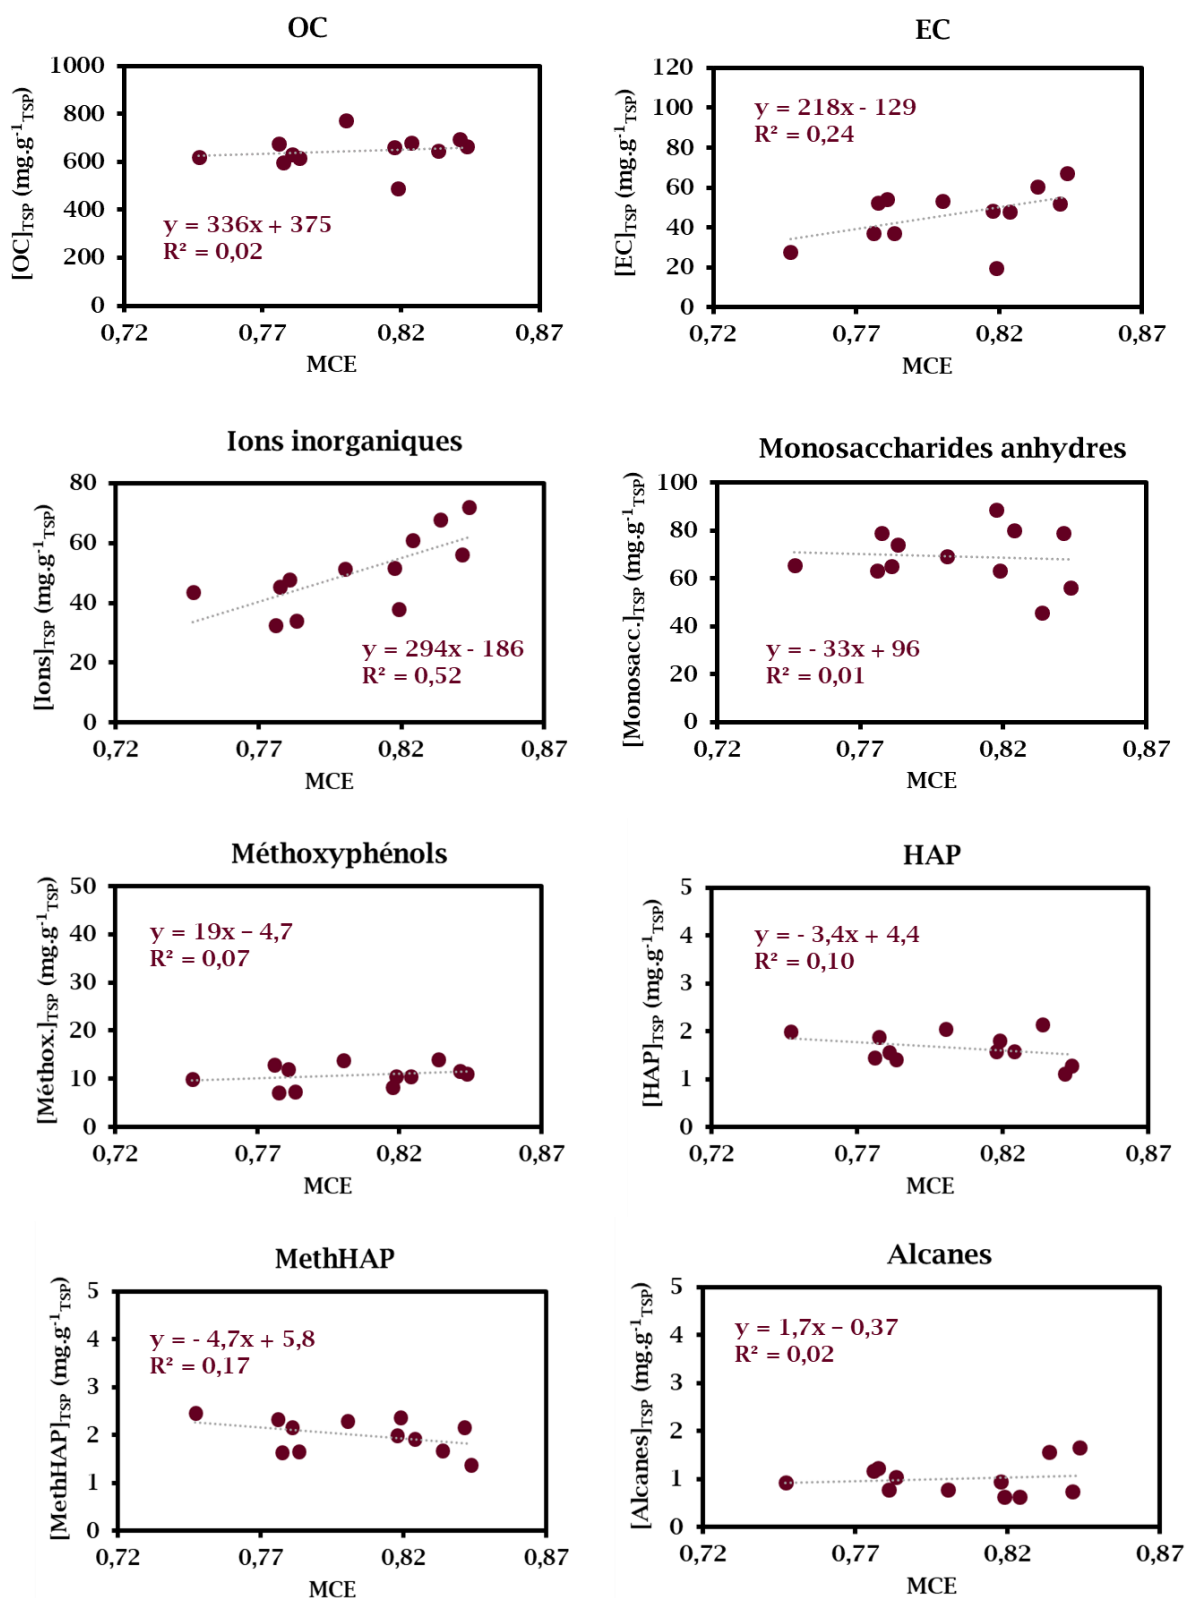 OC
[OC]TSP (mg.g-1TSP)
1000
800
600
400
200
0
y = 336x + 375
R² = 0,02
0,72 0,77 0,82 0,87
MCE
EC
[EC]TSP (mg.g-1TSP)
120
100
80
60
40
20
0
y = 218x - 129
R² = 0,24
0,72 0,77 0,82 0,87
MCE
Ions inorganiques
[Ions]TSP (mg.g-1TSP)
80
60
40
20
0
y = 294x - 186
R² = 0,52
0,72 0,77 0,82 0,87
MCE
Monosaccharides anhydres
[Monosacc.]TSP (mg.g-1TSP)
100
80
60
40
20
0
y = - 33x + 96
R² = 0,01
0,72 0,77 0,82 0,87
MCE
Méthoxyphénols
[Méthox.]TSP (mg.g-1TSP)
50
40
30
20
10
0
y = 19x – 4,7
R² = 0,07
0,72 0,77 0,82 0,87
MCE
HAP
[HAP]TSP (mg.g-1TSP)
5
4
3
2
1
0
y = - 3,4x + 4,4
R² = 0,10
0,72 0,77 0,82 0,87
MCE
MethHAP
[MethHAP]TSP (mg.g-1TSP)
5
4
3
2
1
0
y = - 4,7x + 5,8
R² = 0,17
0,72 0,77 0,82 0,87
MCE
Alcanes
[Alcanes]TSP (mg.g-1TSP)
5
4
3
2
1
0
y = 1,7x – 0,37
R² = 0,02
0,72 0,77 0,82 0,87
MCE